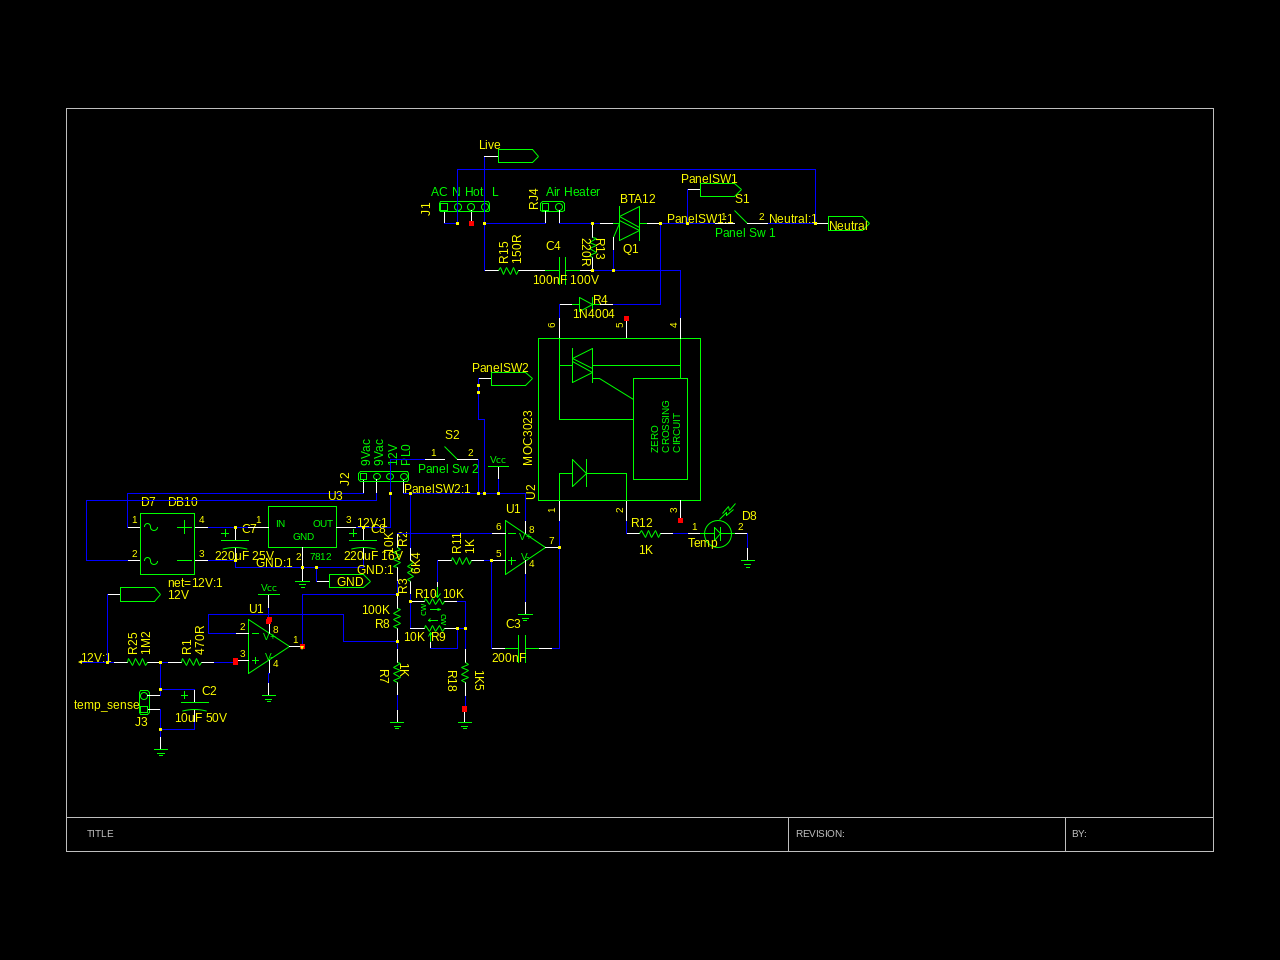 Live
PanelSW1
AC N Hot L
Air Heater
BTA12
S1
J1
RJ4
PanelSW1:1
1
2
Neutral:1
Neutral
Panel Sw 1
R15
150R
C4
220R
R13
Q1
100nF 100V
R4
1N4004
6
5
4
PanelSW2
MOC3023
ZERO
CROSSING
CIRCUIT
U2
1
2
3
9Vac
9Vac
12V
FL0
S2
1
2
Vcc
Panel Sw 2
J2
PanelSW2:1
D7
DB10
U3
1
4
2
3
IN
OUT
GND
7812
1
3
2
12V:1
C7
220uF 25V
C8
220uF 16V
GND:1
GND:1
GND
net=12V:1
12V
10K
R2
R3
6K4
R11
1K
U1
6
5
7
8
4
V+
V-
R12
1K
Temp
1
2
D8
R10
10K
CW
CW
10K
R9
100K
R8
C3
200nF
R7
1K
R18
1K5
Vcc
U1
2
3
1
8
4
V+
V-
12V:1
R25
1M2
R1
470R
temp_sense
J3
C2
10uF 50V
TITLE
REVISION:
BY: